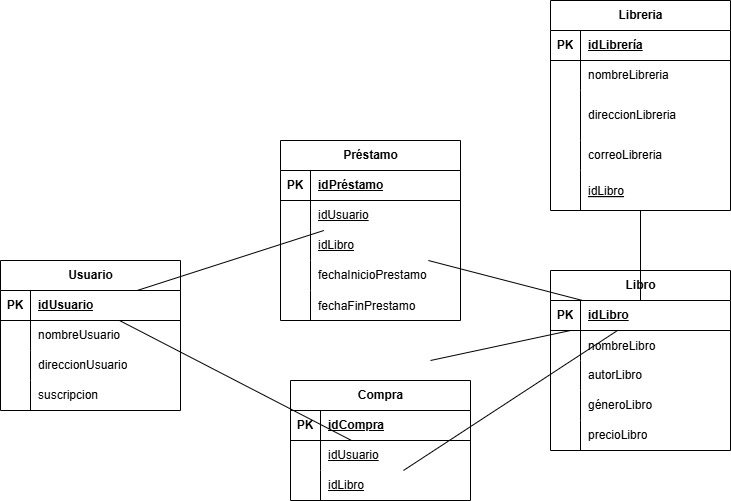 Libreria
PK idLibrería
nombreLibreria
direccionLibreria
correoLibreria
idLibro
Préstamo
PK idPréstamo
idUsuario
idLibro
fechaInicioPrestamo
fechaFinPrestamo
Usuario
PK idUsuario
nombreUsuario
direccionUsuario
suscripcion
Libro
PK idLibro
nombreLibro
autorLibro
géneroLibro
precioLibro
Compra
PK idCompra
idUsuario
idLibro